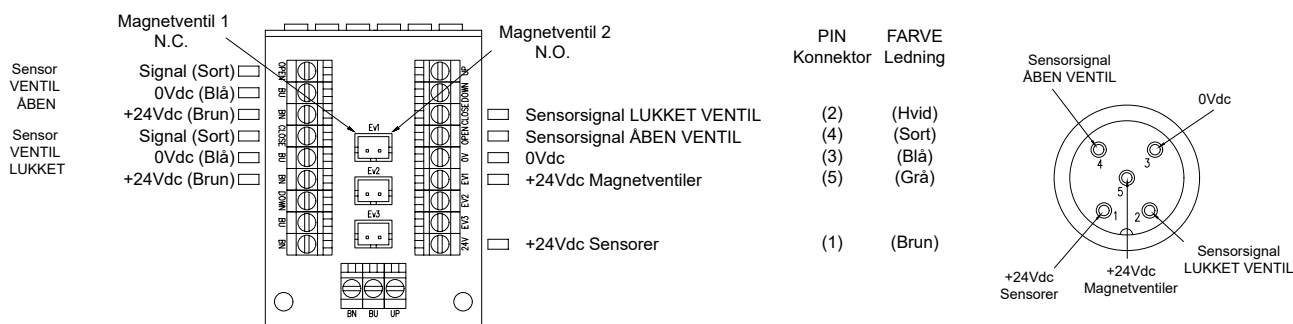 Magnetventil 1
N.C.
Magnetventil 2
N.O.
PIN
Konnektor
FARVE
Ledning
Sensor
VENTIL
ÅBEN
Signal (Sort)
0Vdc (Blå)
+24Vdc (Brun)
Sensor
VENTIL
LUKKET
Signal (Sort)
0Vdc (Blå)
+24Vdc (Brun)
OPEN
BU
BN
CLOSE
BU
BN
DOWN
BU
BN
Ev1
Ev2
Ev3
UP
DOWN
CLOSE
OPEN
0V
EV1
EV2
EV3
24V
BN BU UP
Sensorsignal LUKKET VENTIL (2) (Hvid)
Sensorsignal ÅBEN VENTIL (4) (Sort)
0Vdc (3) (Blå)
+24Vdc Magnetventiler (5) (Grå)
+24Vdc Sensorer (1) (Brun)
Sensorsignal
ÅBEN VENTIL
0Vdc
4 3
5
1 2
+24Vdc
Sensorer
+24Vdc
Magnetventiler
Sensorsignal
LUKKET VENTIL